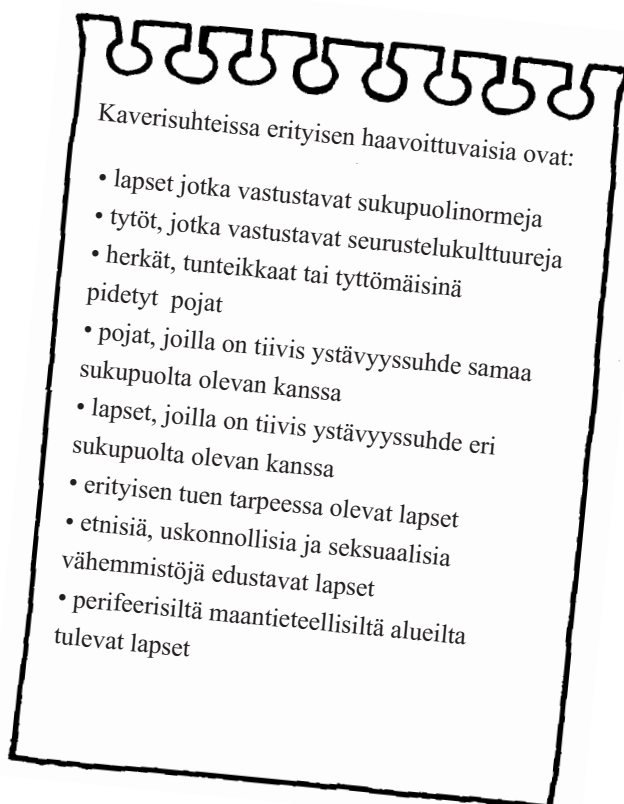 Kaverisuhteissa erityisen haavoittuvaisia ovat:
• lapset jotka vastustavat sukupuolinormeja
• tytöt, jotka vastustavat seurustelukulttuureja
• herkät, tunteikkaat tai tyttömäisinä
pidetyt pojat
• pojat, joilla on tiivis ystävyyssuhde samaa
sukupuolta olevan kanssa
• lapset, joilla on tiivis ystävyyssuhde eri
sukupuolta olevan kanssa
• erityisen tuen tarpeessa olevat lapset
• etnisiä, uskonnollisia ja seksuaalisia
vähemmistöjä edustavat lapset
• perifeerisiltä maantieteellisiltä alueilta
tulevat lapset